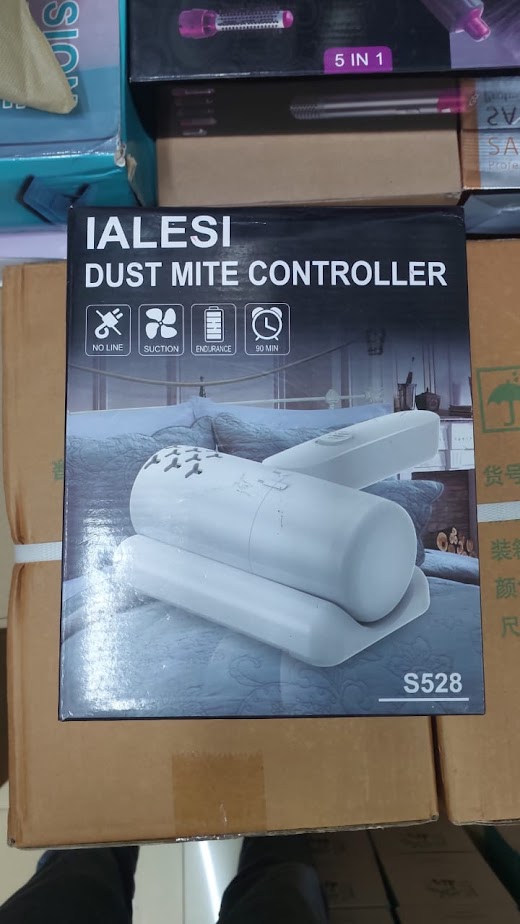 5 IN 1
SA
IALESI
DUST MITE CONTROLLER
NO LINE
SUCTION
ENDURANCE
90 MIN
S528
货号
装箱
颜
尺